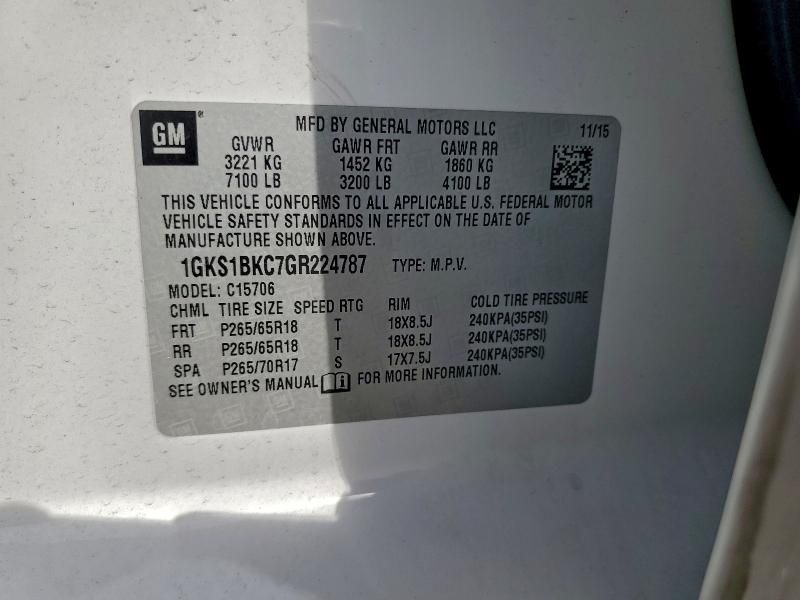 GM ®
MFD BY GENERAL MOTORS LLC 11/15
GVWR GAWR FRT GAWR RR
3221 KG 1452 KG 1860 KG
7100 LB 3200 LB 4100 LB
THIS VEHICLE CONFORMS TO ALL APPLICABLE U.S. FEDERAL MOTOR
VEHICLE SAFETY STANDARDS IN EFFECT ON THE DATE OF
MANUFACTURE SHOWN ABOVE.
1GKS1BKC7GR224787 TYPE: M.P.V.
MODEL: C15706
CHML TIRE SIZE SPEED RTG RIM COLD TIRE PRESSURE
FRT P265/65R18 T 18X8.5J 240KPA(35PSI)
RR P265/65R18 T 18X8.5J 240KPA(35PSI)
SPA P265/70R17 S 17X7.5J 240KPA(35PSI)
SEE OWNER'S MANUAL i FOR MORE INFORMATION.